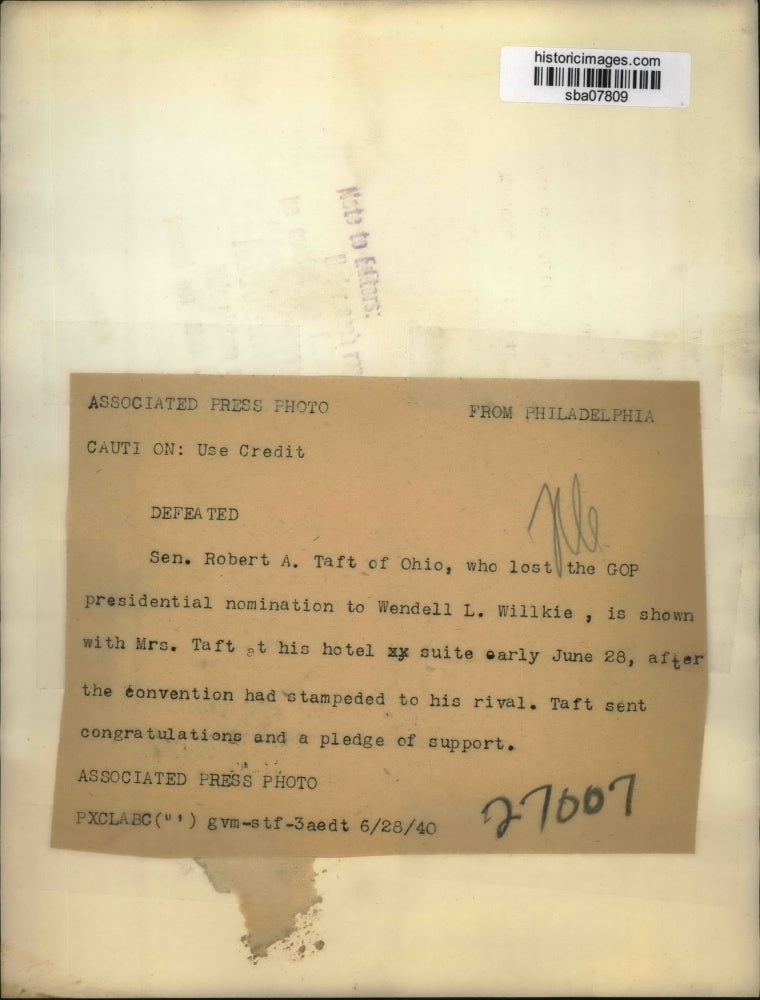 historicimages.com
sba07809
Note to Editors:
ASSOCIATED PRESS PHOTO FROM PHILADELPHIA
CAUTI ON: Use Credit
DEFEATED
Sen. Robert A. Taft of Ohio, who lost the GOP
presidential nomination to Wendell L. Willkie , is shown
with Mrs. Taft at his hotel xx suite early June 28, after
the convention had stampeded to his rival. Taft sent
congratulations and a pledge of support.
ASSOCIATED PRESS PHOTO
PXCLABC("') gvm-stf-3aedt 6/28/40
27007